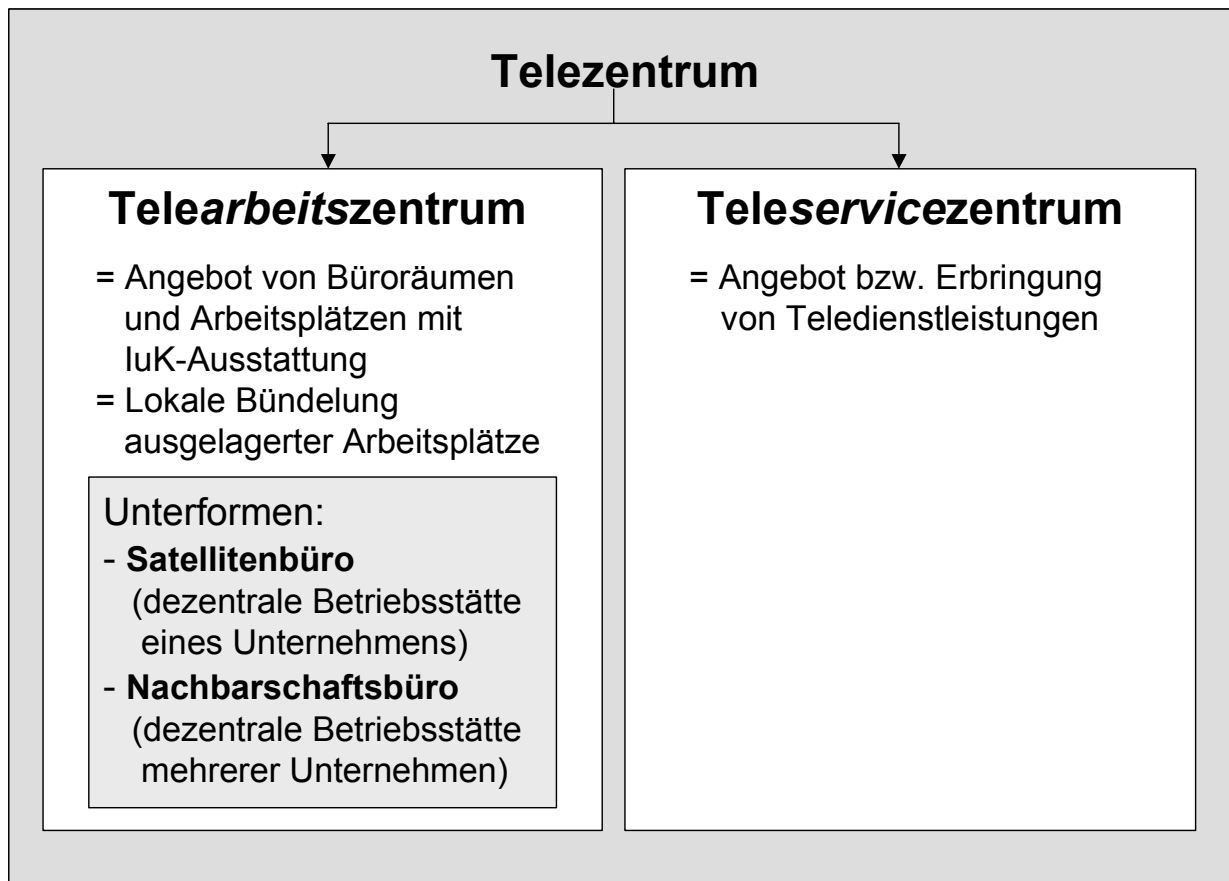 Telezentrum
Telearbeitszentrum
= Angebot von Büroräumen
und Arbeitsplätzen mit
IuK-Ausstattung
= Lokale Bündelung
ausgelagerter Arbeitsplätze
Unterformen:
- Satellitenbüro
(dezentrale Betriebsstätte
eines Unternehmens)
- Nachbarschaftsbüro
(dezentrale Betriebsstätte
mehrerer Unternehmen)
Teleservicezentrum
= Angebot bzw. Erbringung
von Teledienstleistungen